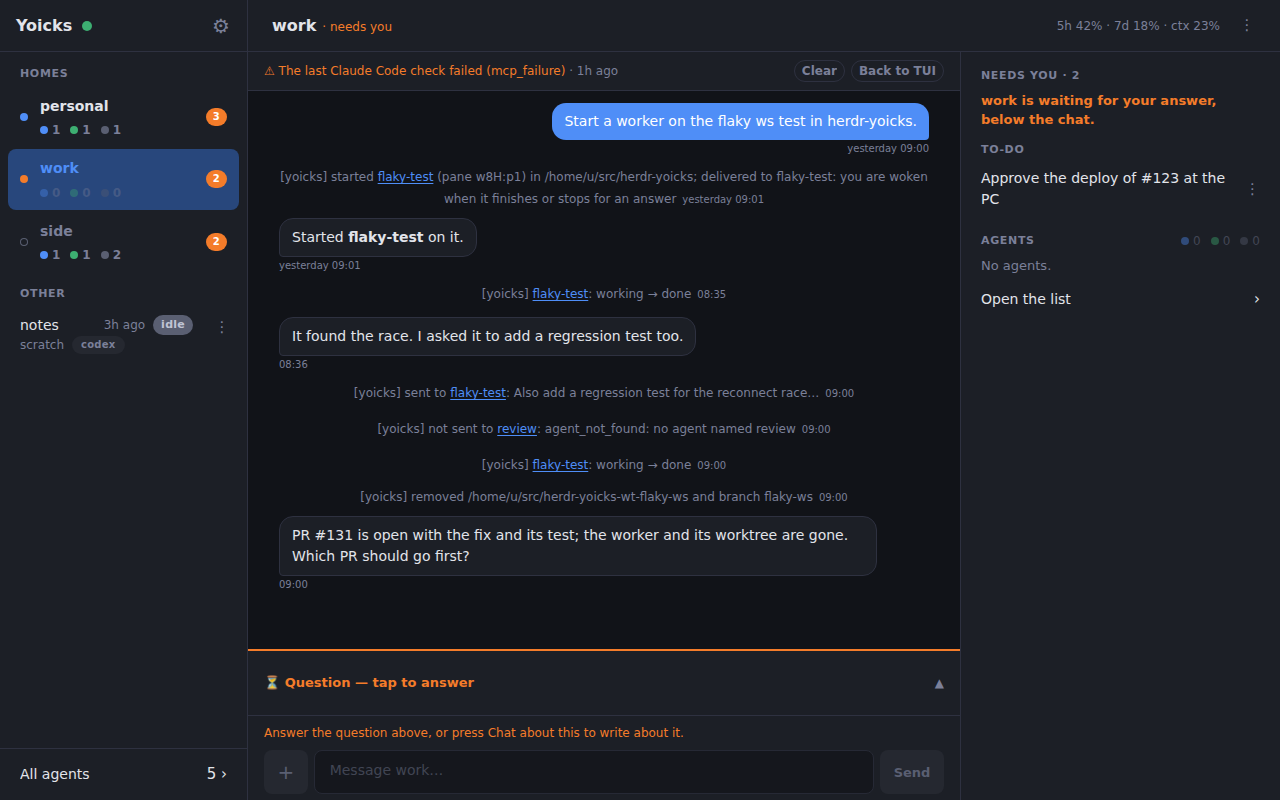 Yoicks
⚙
HOMES
personal
1 1 1
3
work
0 0 0
2
side
1 1 2
2
OTHER
notes 3h ago idle ⋮
scratch codex
All agents 5 ›
work · needs you
5h 42% · 7d 18% · ctx 23% ⋮
⚠ The last Claude Code check failed (mcp_failure) · 1h ago
Clear Back to TUI
Start a worker on the flaky ws test in herdr-yoicks.
yesterday 09:00
[yoicks] started flaky-test (pane w8H:p1) in /home/u/src/herdr-yoicks; delivered to flaky-test: you are woken
when it finishes or stops for an answer yesterday 09:01
Started flaky-test on it.
yesterday 09:01
[yoicks] flaky-test: working → done 08:35
It found the race. I asked it to add a regression test too.
08:36
[yoicks] sent to flaky-test: Also add a regression test for the reconnect race… 09:00
[yoicks] not sent to review: agent_not_found: no agent named review 09:00
[yoicks] flaky-test: working → done 09:00
[yoicks] removed /home/u/src/herdr-yoicks-wt-flaky-ws and branch flaky-ws 09:00
PR #131 is open with the fix and its test; the worker and its worktree are gone.
Which PR should go first?
09:00
⏳ Question — tap to answer ▲
Answer the question above, or press Chat about this to write about it.
+ Message work… Send
NEEDS YOU · 2
work is waiting for your answer,
below the chat.
TO-DO
Approve the deploy of #123 at the
PC
⋮
AGENTS 0 0 0
No agents.
Open the list ›